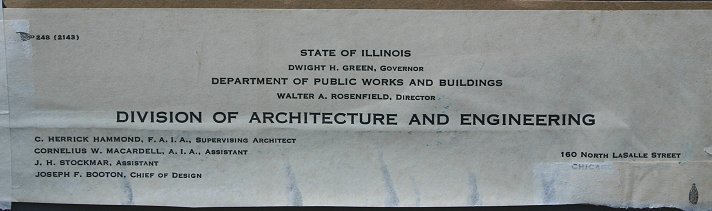 248 (2143)
STATE OF ILLINOIS
DWIGHT H. GREEN, GOVERNOR
DEPARTMENT OF PUBLIC WORKS AND BUILDINGS
WALTER A. ROSENFIELD, DIRECTOR
DIVISION OF ARCHITECTURE AND ENGINEERING
C. HERRICK HAMMOND, F. A. I. A., SUPERVISING ARCHITECT
CORNELIUS W. MACARDELL, A. I. A., ASSISTANT
J. H. STOCKMAR, ASSISTANT
JOSEPH F. BOOTON, CHIEF OF DESIGN
160 NORTH LASALLE STREET
CHICA